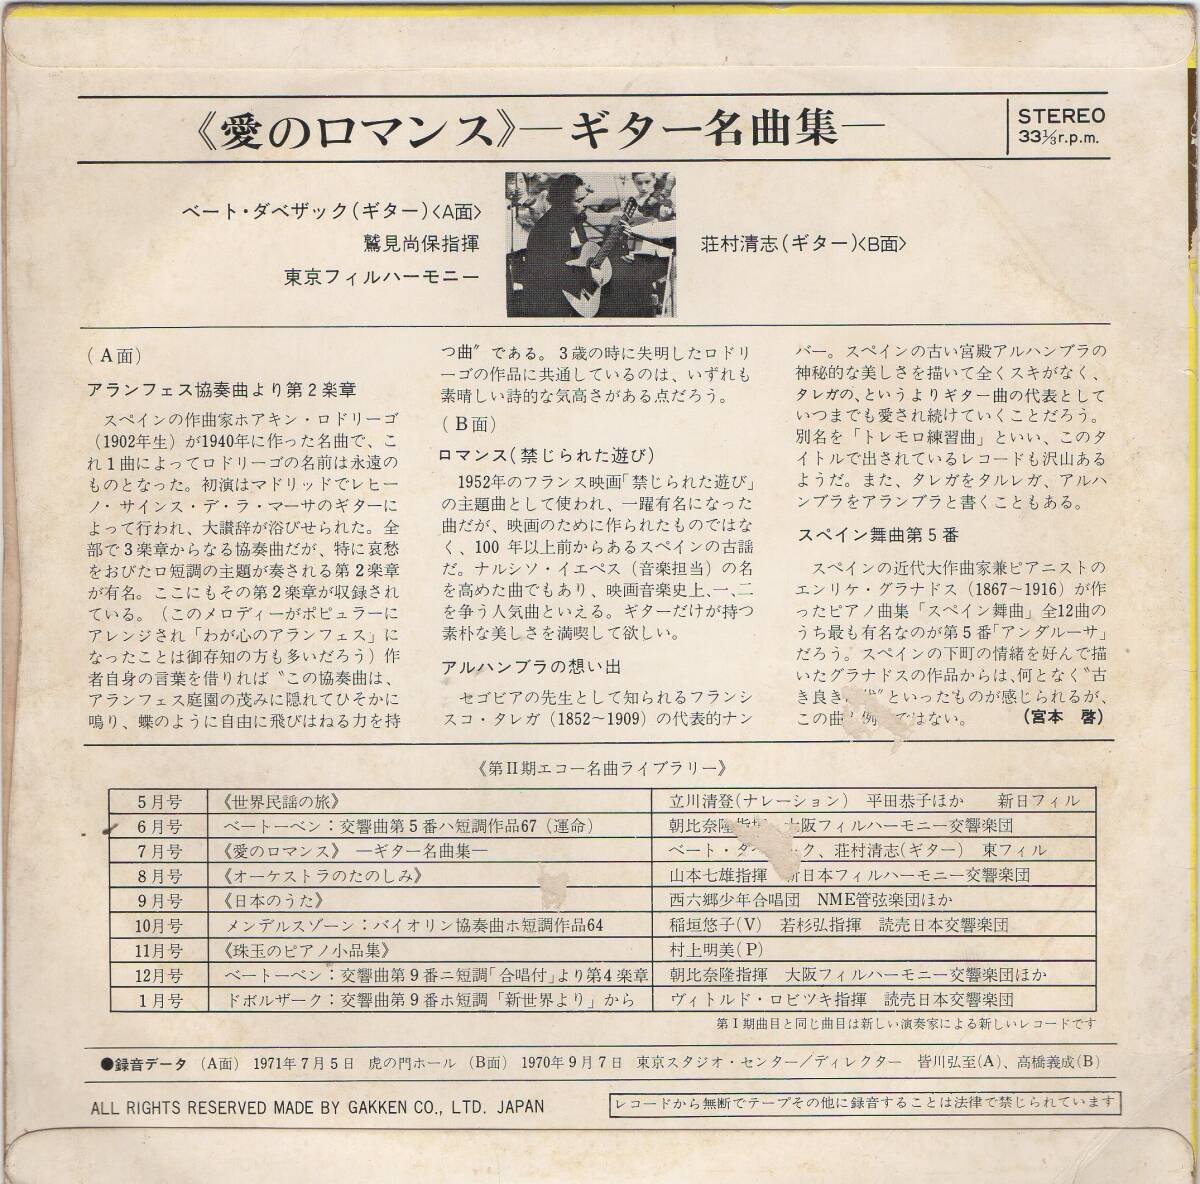 《愛のロマンス》―ギター名曲集―
STEREO
33⅓r.p.m.
ベート・ダベザック(ギター)〈A面〉
鷲見尚保指揮
東京フィルハーモニー
荘村清志(ギター)〈B面〉
(A面)
アランフェス協奏曲より第2楽章
スペインの作曲家ホアキン・ロドリーゴ
(1902年生)が1940年に作った名曲で、こ
れ1曲によってロドリーゴの名前は永遠の
ものとなった。初演はマドリッドでレヒー
ノ・サインス・デ・ラ・マーサのギターに
よって行われ、大讃辞が浴びせられた。全
部で3楽章からなる協奏曲だが、特に哀愁
をおびたロ短調の主題が奏される第2楽章
が有名。ここにもその第2楽章が収録され
ている。(このメロディーがポピュラーに
アレンジされ「わが心のアランフェス」に
なったことは御存知の方も多いだろう)作
者自身の言葉を借りれば〝この協奏曲は、
アランフェス庭園の茂みに隠れてひそかに
鳴り、蝶のように自由に飛びはねる力を持
つ曲〟である。3歳の時に失明したロドリ
ーゴの作品に共通しているのは、いずれも
素晴しい詩的な気高さがある点だろう。
(B面)
ロマンス(禁じられた遊び)
1952年のフランス映画「禁じられた遊び」
の主題曲として使われ、一躍有名になった
曲だが、映画のために作られたものではな
く、100年以上前からあるスペインの古謡
だ。ナルシソ・イエペス(音楽担当)の名
を高めた曲でもあり、映画音楽史上、一、二
を争う人気曲といえる。ギターだけが持つ
素朴な美しさを満喫して欲しい。
アルハンブラの想い出
セゴビアの先生として知られるフランシ
スコ・タレガ(1852～1909)の代表的ナン
バー。スペインの古い宮殿アルハンブラの
神秘的な美しさを描いて全くスキがなく、
タレガの、というよりギター曲の代表として
いつまでも愛され続けていくことだろう。
別名を「トレモロ練習曲」といい、このタ
イトルで出されているレコードも沢山ある
ようだ。また、タレガをタルレガ、アルハ
ンブラをアランブラと書くこともある。
スペイン舞曲第5番
スペインの近代大作曲家兼ピアニストの
エンリケ・グラナドス(1867～1916)が作
ったピアノ曲集「スペイン舞曲」全12曲の
うち最も有名なのが第5番「アンダルーサ」
だろう。スペインの下町の情緒を好んで描
いたグラナドスの作品からは、何となく〝古
き良き 〟といったものが感じられるが、
この曲も例 ではない。 (宮本 啓)
《第II期エコー名曲ライブラリー》
5月号 《世界民謡の旅》 立川清登(ナレーション) 平田恭子ほか 新日フィル
6月号 ベートーベン：交響曲第5番ハ短調作品67(運命) 朝比奈隆 大阪フィルハーモニー交響楽団
7月号 《愛のロマンス》―ギター名曲集― ベート・ダベ ック、荘村清志(ギター) 東フィル
8月号 《オーケストラのたのしみ》 山本七雄指揮 新日本フィルハーモニー交響楽団
9月号 《日本のうた》 西六郷少年合唱団 NME管弦楽団ほか
10月号 メンデルスゾーン：バイオリン協奏曲ホ短調作品64 稲垣悠子(V) 若杉弘指揮 読売日本交響楽団
11月号 《珠玉のピアノ小品集》 村上明美(P)
12月号 ベートーベン：交響曲第9番ニ短調「合唱付」より第4楽章 朝比奈隆指揮 大阪フィルハーモニー交響楽団ほか
1月号 ドボルザーク：交響曲第9番ホ短調「新世界より」から ヴィトルド・ロビツキ指揮 読売日本交響楽団
第I期曲目と同じ曲目は新しい演奏家による新しいレコードです
●録音データ (A面) 1971年7月5日 虎の門ホール (B面) 1970年9月7日 東京スタジオ・センター／ディレクター 皆川弘至(A)、高橋義成(B)
ALL RIGHTS RESERVED MADE BY GAKKEN CO., LTD. JAPAN
レコードから無断でテープその他に録音することは法律で禁じられています